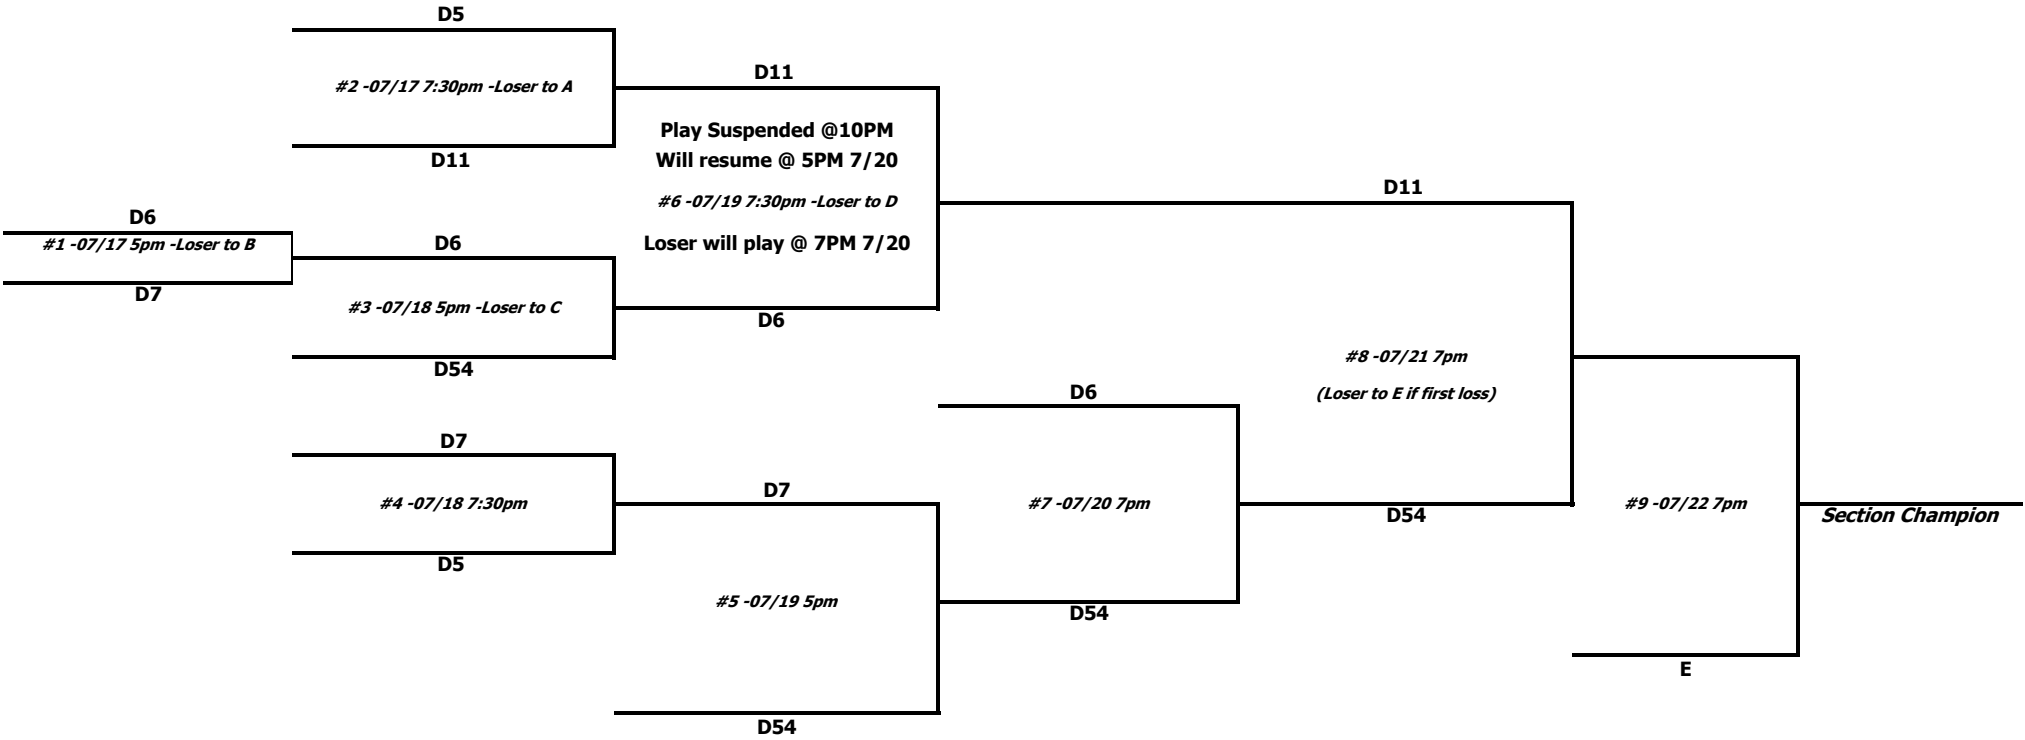 D5
#2 -07/17 7:30pm -Loser to A
D11
D11
Play Suspended @10PM
Will resume @ 5PM 7/20
#6 -07/19 7:30pm -Loser to D
Loser will play @ 7PM 7/20
D11
D6
#1 -07/17 5pm -Loser to B
D7
D6
#3 -07/18 5pm -Loser to C
D54
D6
#8 -07/21 7pm
(Loser to E if first loss)
D6
D7
#4 -07/18 7:30pm
D5
D7
#7 -07/20 7pm
D54
#9 -07/22 7pm
Section Champion
#5 -07/19 5pm
D54
E
D54